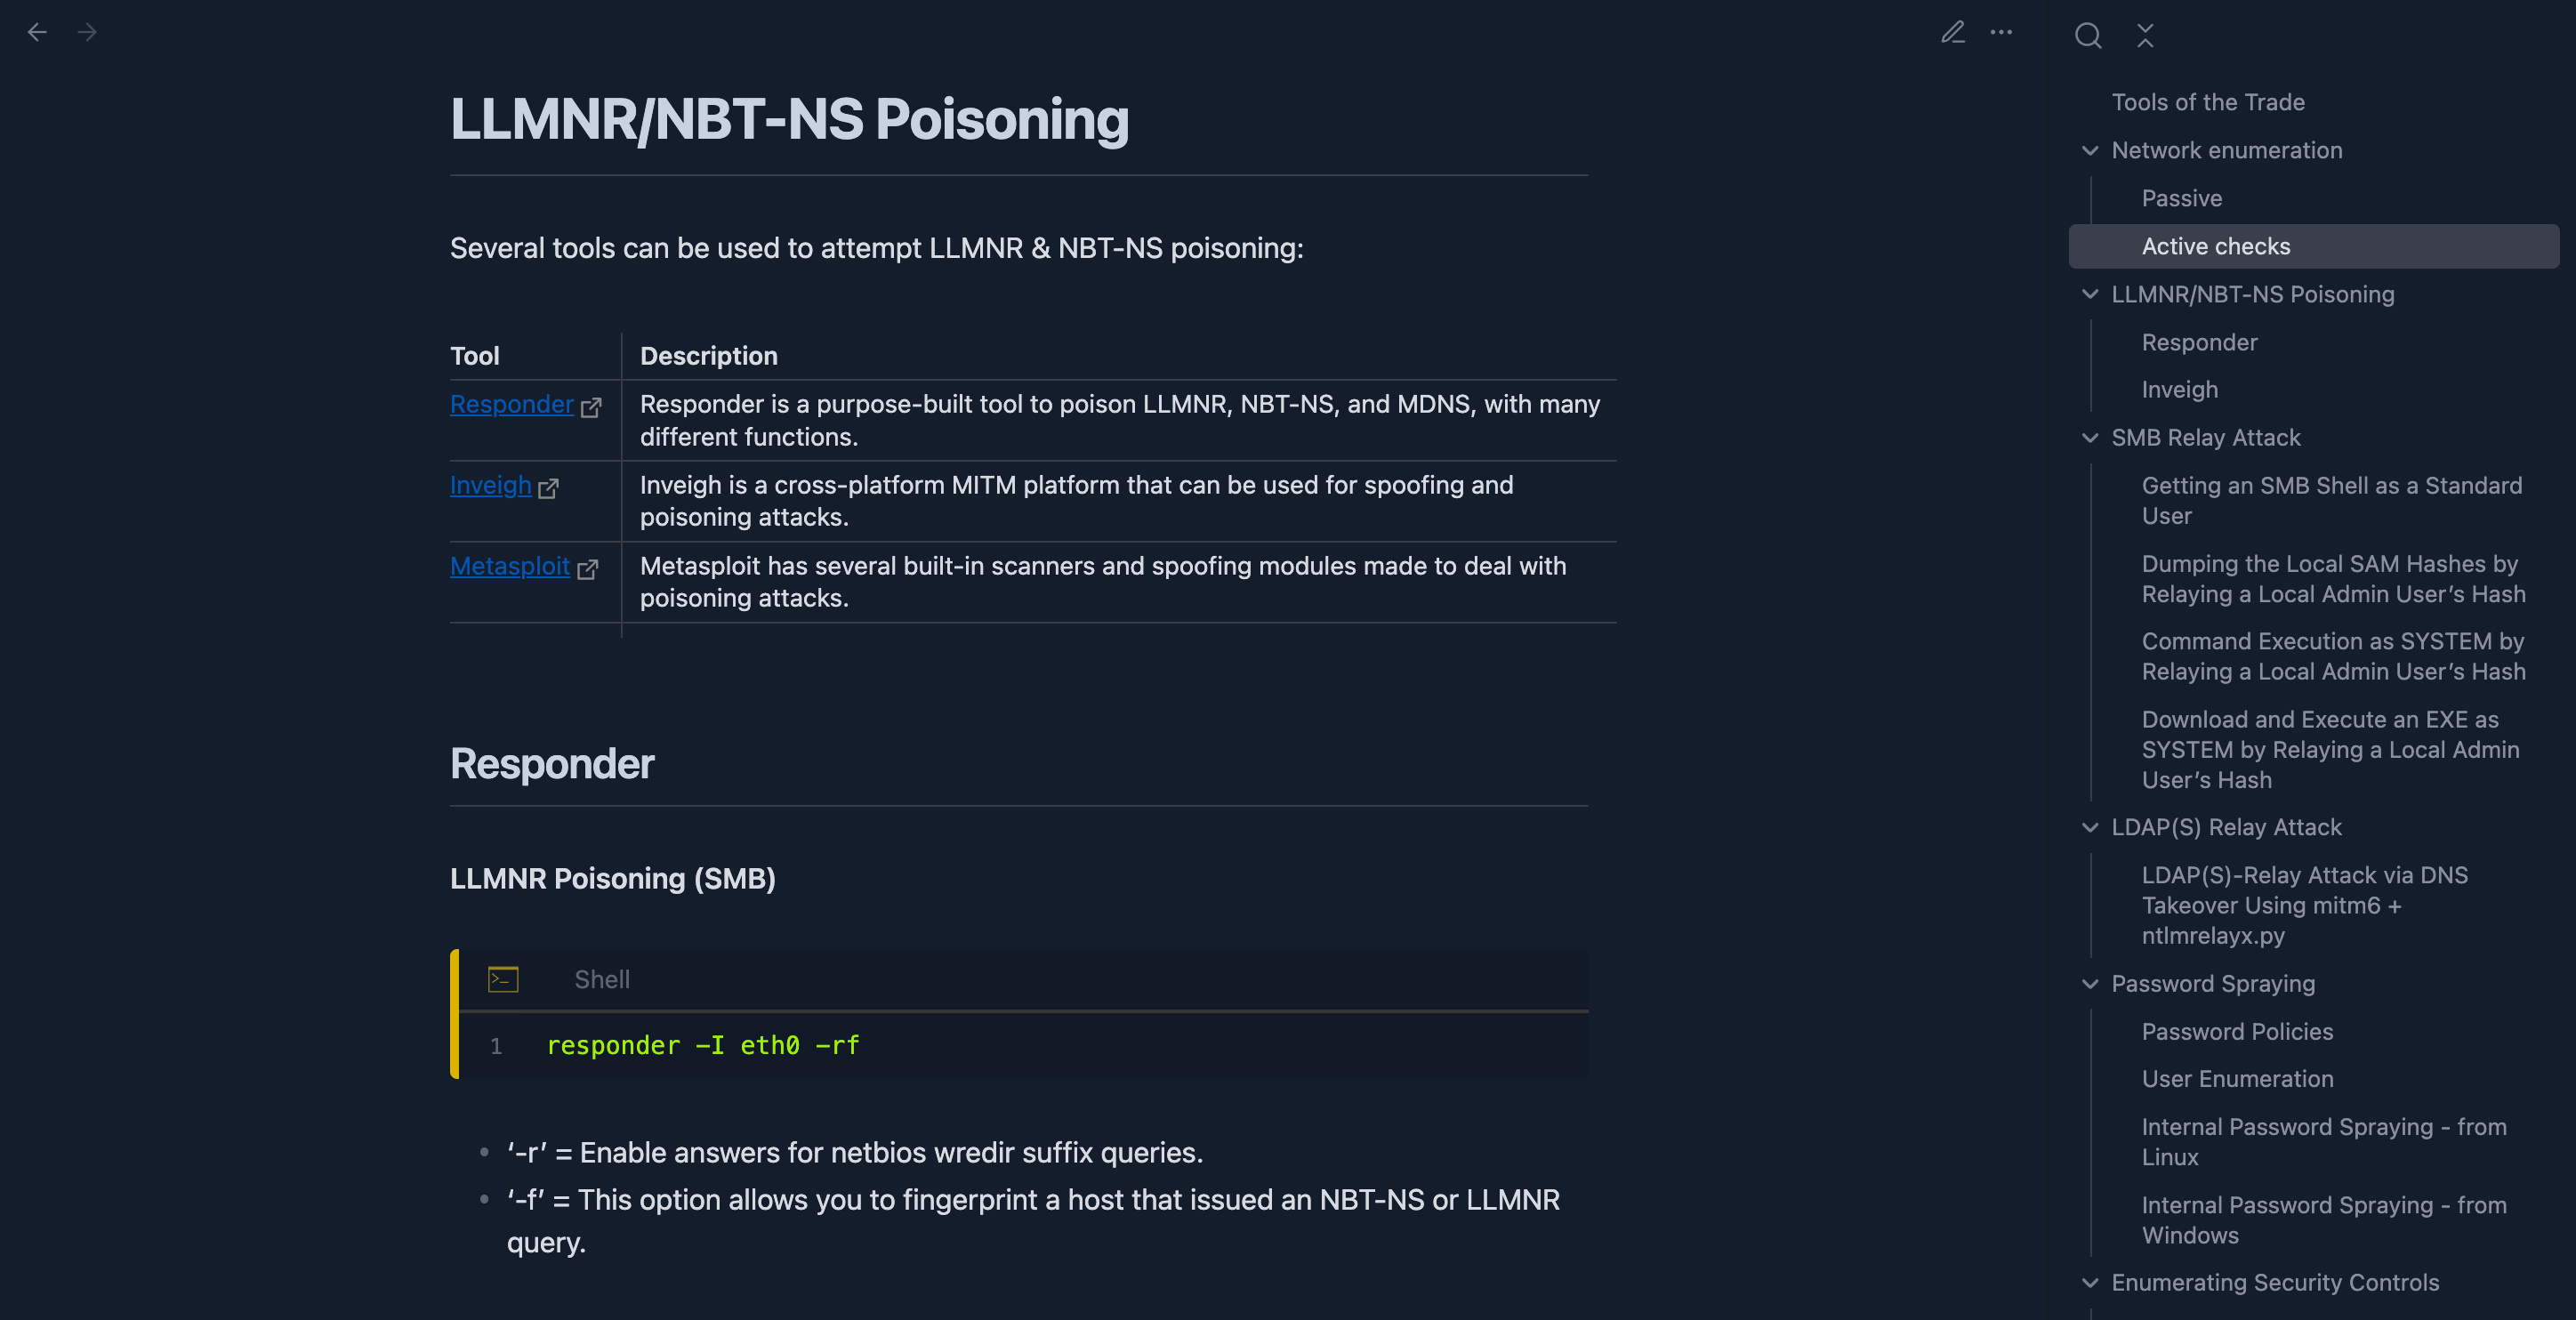 LLMNR/NBT-NS Poisoning
Several tools can be used to attempt LLMNR & NBT-NS poisoning:
Tool Description
Responder Responder is a purpose-built tool to poison LLMNR, NBT-NS, and MDNS, with many
different functions.
Inveigh Inveigh is a cross-platform MITM platform that can be used for spoofing and
poisoning attacks.
Metasploit Metasploit has several built-in scanners and spoofing modules made to deal with
poisoning attacks.
Responder
LLMNR Poisoning (SMB)
Shell
1 responder -I eth0 -rf
• ‘-r’ = Enable answers for netbios wredir suffix queries.
• ‘-f’ = This option allows you to fingerprint a host that issued an NBT-NS or LLMNR
query.
Tools of the Trade
Network enumeration
Passive
Active checks
LLMNR/NBT-NS Poisoning
Responder
Inveigh
SMB Relay Attack
Getting an SMB Shell as a Standard
User
Dumping the Local SAM Hashes by
Relaying a Local Admin User’s Hash
Command Execution as SYSTEM by
Relaying a Local Admin User’s Hash
Download and Execute an EXE as
SYSTEM by Relaying a Local Admin
User’s Hash
LDAP(S) Relay Attack
LDAP(S)-Relay Attack via DNS
Takeover Using mitm6 +
ntlmrelayx.py
Password Spraying
Password Policies
User Enumeration
Internal Password Spraying - from
Linux
Internal Password Spraying - from
Windows
Enumerating Security Controls